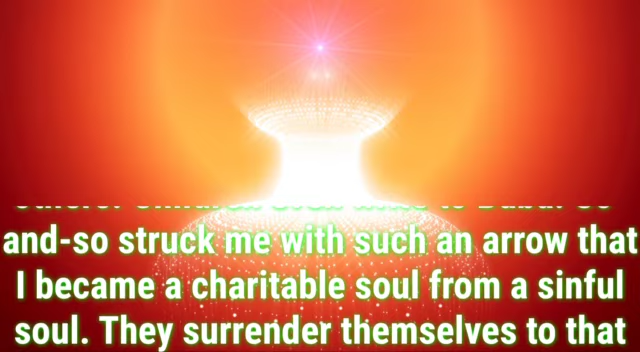 and-so struck me with such an arrow that
I became a charitable soul from a sinful
soul. They surrender themselves to that